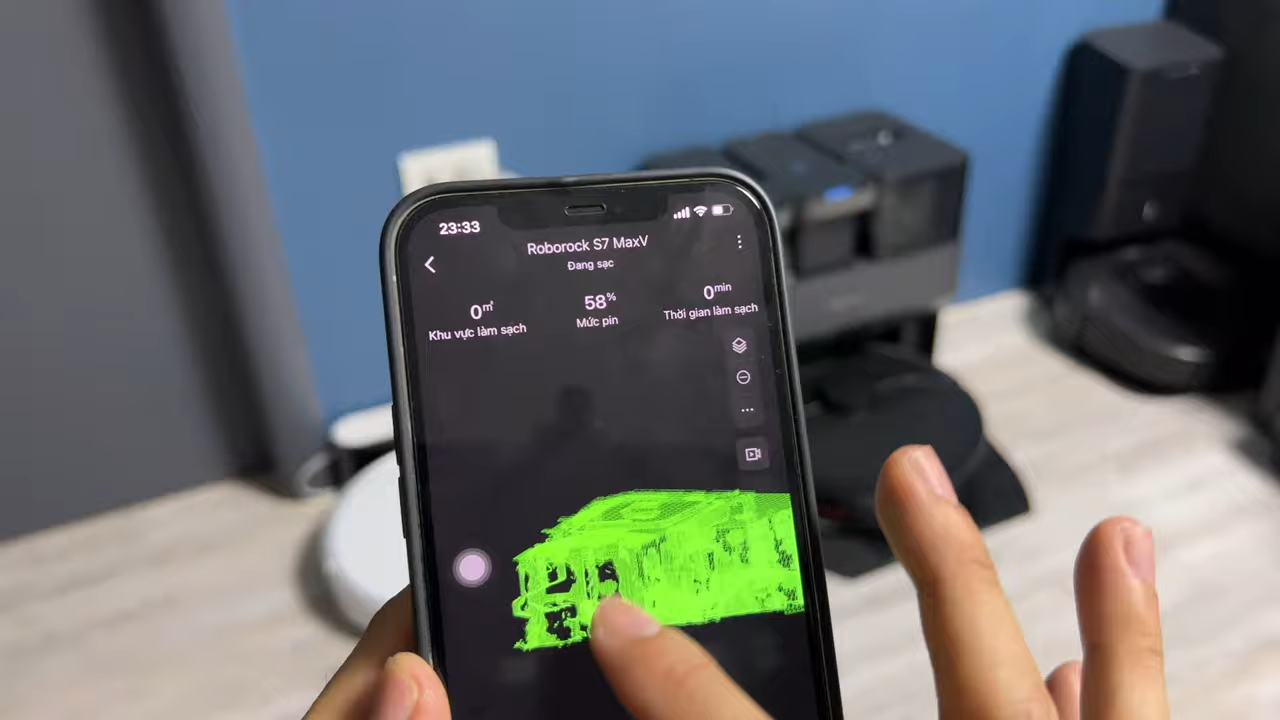 23:33
Roborock S7 MaxV
Đang sạc
0㎡
58%
0min
Khu vực làm sạch
Mức pin
Thời gian làm sạch